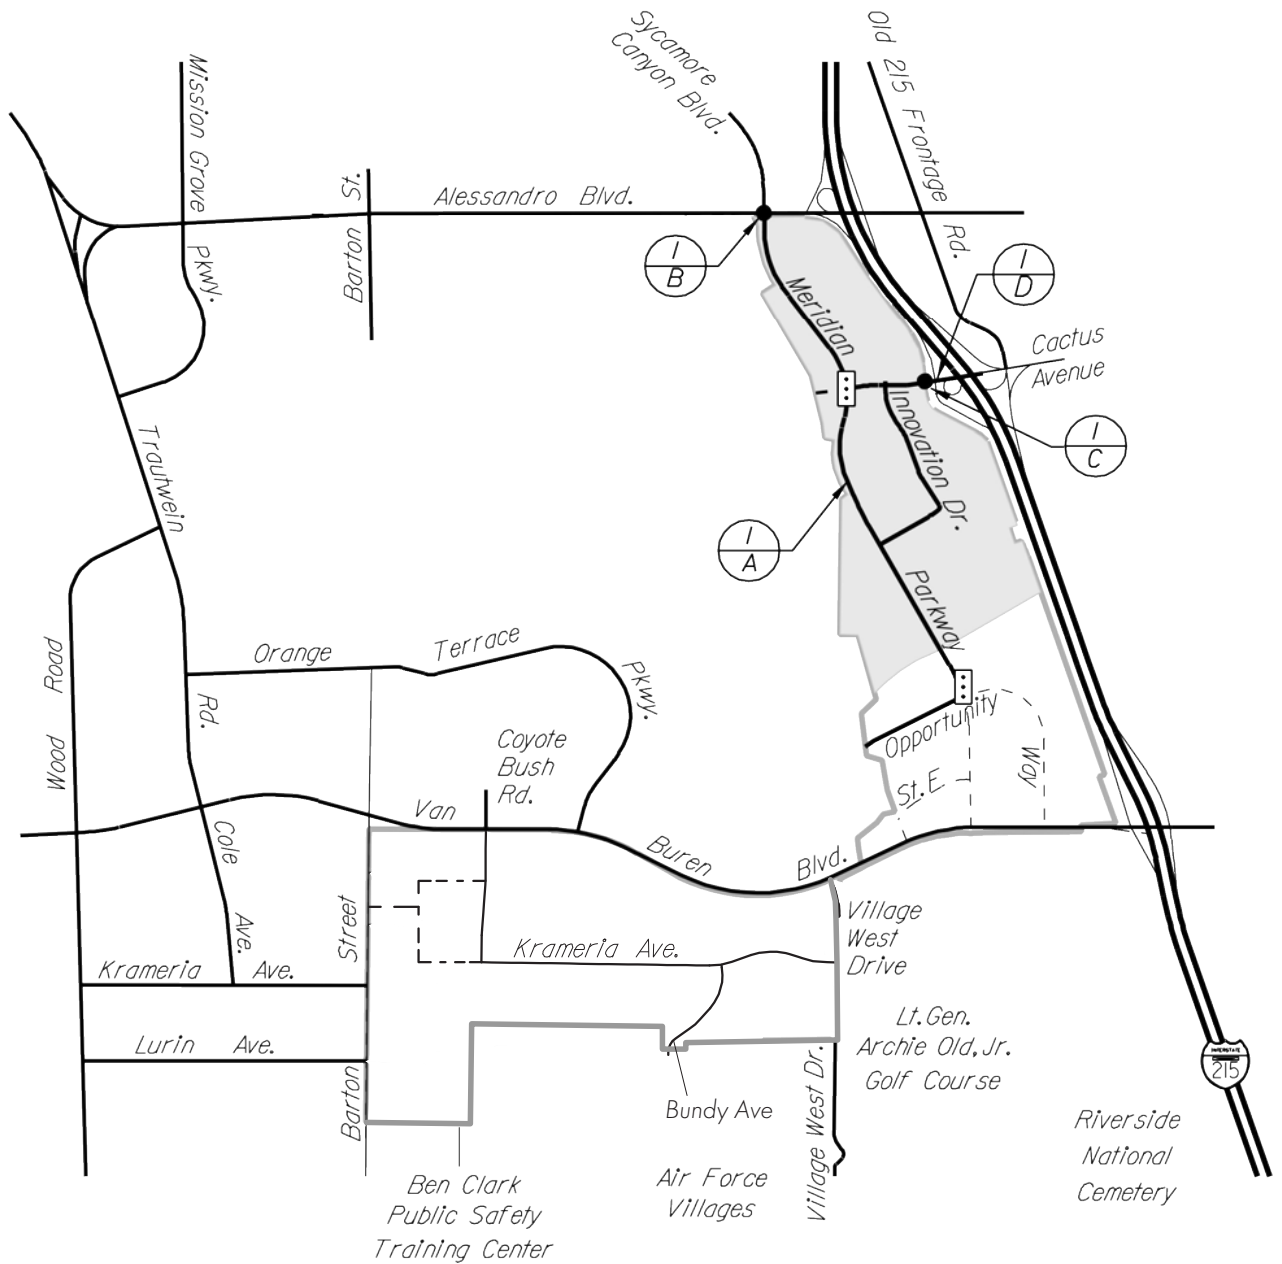 Sycamore
Canyon Blvd.
Old 215 Frontage Rd.
Mission Grove Pkwy.
Barton St.
Alessandro Blvd.
I
B
I
D
Meridian
Cactus
Avenue
Innovation Dr.
I
C
I
A
Trautwein
Rd.
Parkway
Orange Terrace Pkwy.
Wood Road
Coyote
Bush
Rd.
Opportunity
Way
St. E
Van Buren Blvd.
Cole Ave.
Street
Barton
Village
West
Drive
Krameria Ave.
Krameria Ave.
Lurin Ave.
Lt. Gen.
Archie Old, Jr.
Golf Course
INTERSTATE
215
Bundy Ave
Village West Dr.
Riverside
National
Cemetery
Air Force
Villages
Ben Clark
Public Safety
Training Center